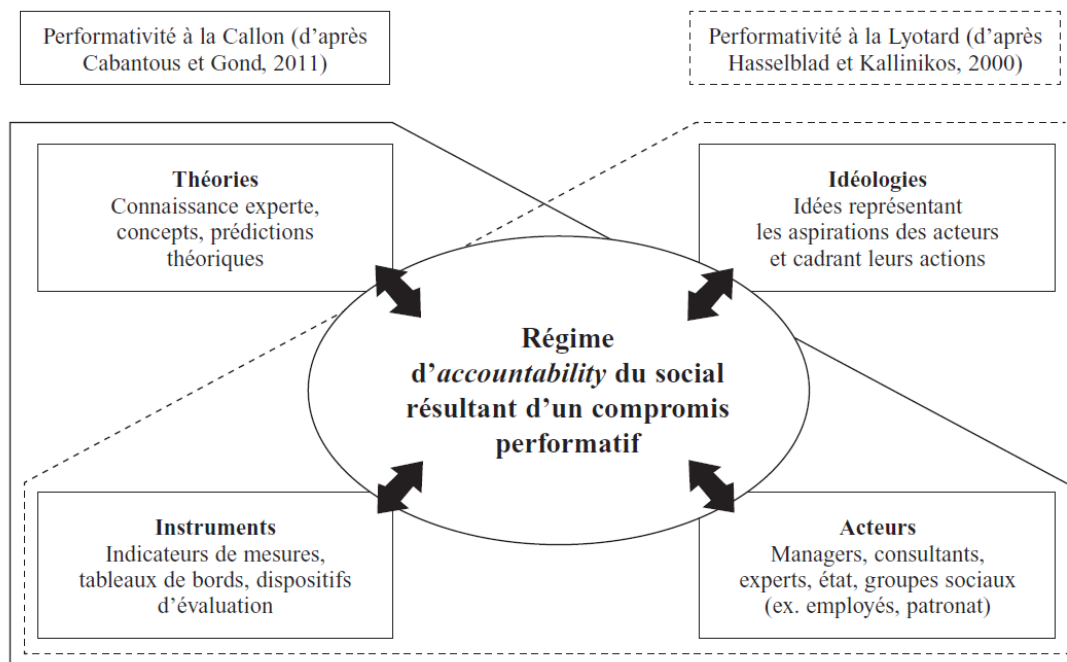 Performativité à la Callon (d'après
Cabantous et Gond, 2011)
Performativité à la Lyotard (d'après
Hasselblad et Kallinikos, 2000)
Théories
Connaissance experte,
concepts, prédictions
théoriques
Idéologies
Idées représentant
les aspirations des acteurs
et cadrant leurs actions
Régime
d'accountability du social
résultant d'un compromis
performatif
Instruments
Indicateurs de mesures,
tableaux de bords, dispositifs
d'évaluation
Acteurs
Managers, consultants,
experts, état, groupes sociaux
(ex. employés, patronat)